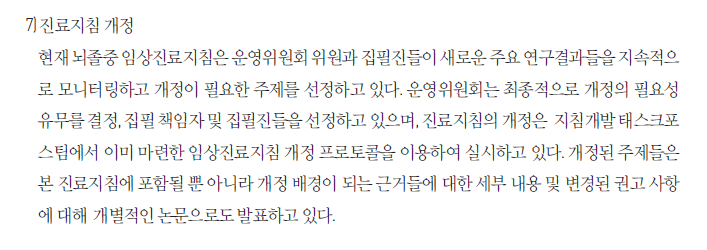 7) 진료지침 개정
현재 뇌졸중 임상진료지침은 운영위원회 위원과 집필진들이 새로운 주요 연구결과들을 지속적으
로 모니터링하고 개정이 필요한 주제를 선정하고 있다. 운영위원회는 최종적으로 개정의 필요성
유무를 결정, 집필 책임자 및 집필진들을 선정하고 있으며, 진료지침의 개정은 지침개발 태스크포
스팀에서 이미 마련한 임상진료지침 개정 프로토콜을 이용하여 실시하고 있다. 개정된 주제들은
본 진료지침에 포함될 뿐 아니라 개정 배경이 되는 근거들에 대한 세부 내용 및 변경된 권고 사항
에 대해 개별적인 논문으로도 발표하고 있다.